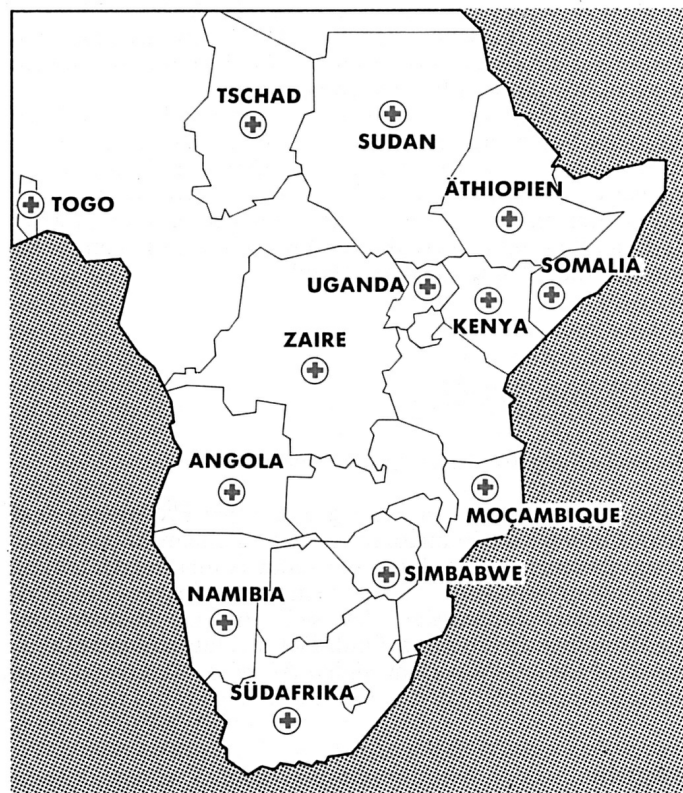 TSCHAD
SUDAN
ÄTHIOPIEN
TOGO
SOMALIA
UGANDA
KENYA
ZAIRE
ANGOLA
MOCAMBIQUE
SIMBABWE
NAMIBIA
SÜDAFRIKA